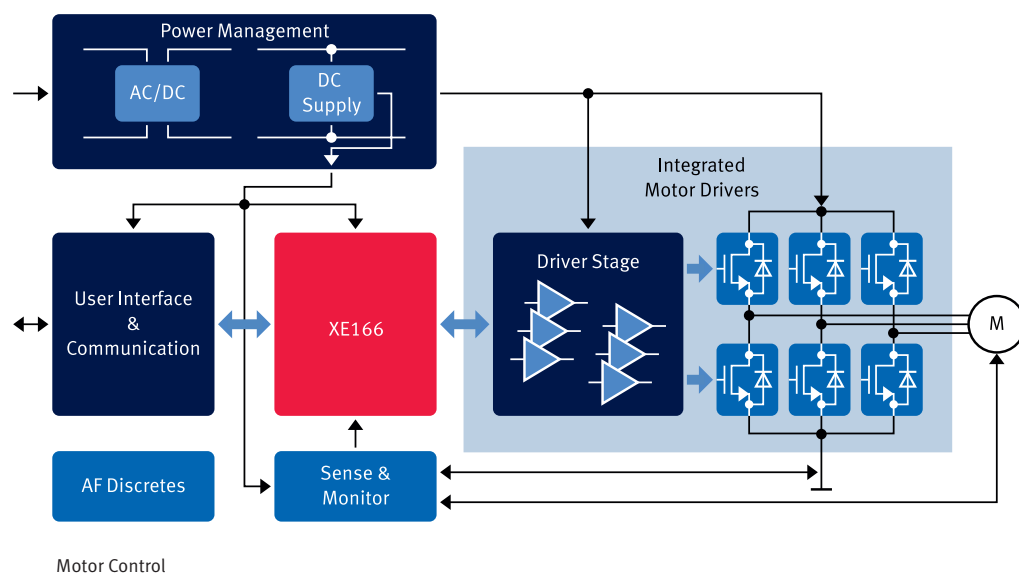 Power Management
AC/DC
DC
Supply
Integrated
Motor Drivers
User Interface
&
Communication
XE166
Driver Stage
M
AF Discretes
Sense &
Monitor
Motor Control